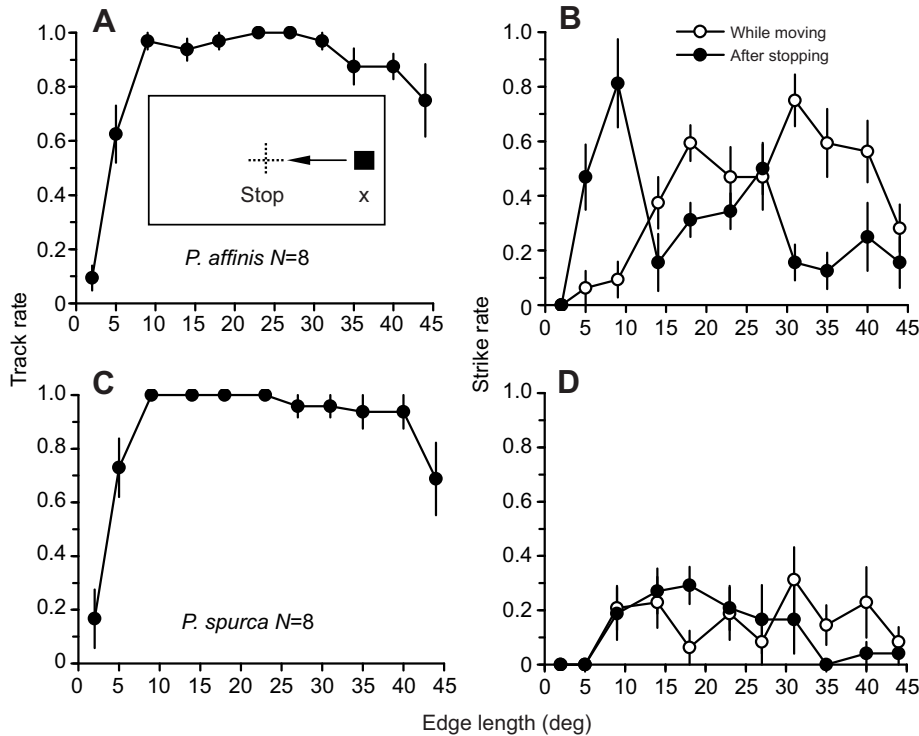 A
B
While moving
After stopping
1.0
0.8
0.6
0.4
0.2
0
Stop
x
P. affinis N=8
0 5 10 15 20 25 30 35 40 45
1.0
0.8
0.6
0.4
0.2
0
0 5 10 15 20 25 30 35 40 45
Track rate
Strike rate
C
D
1.0
0.8
0.6
0.4
0.2
0
P. spurca N=8
0 5 10 15 20 25 30 35 40 45
1.0
0.8
0.6
0.4
0.2
0
0 5 10 15 20 25 30 35 40 45
Edge length (deg)